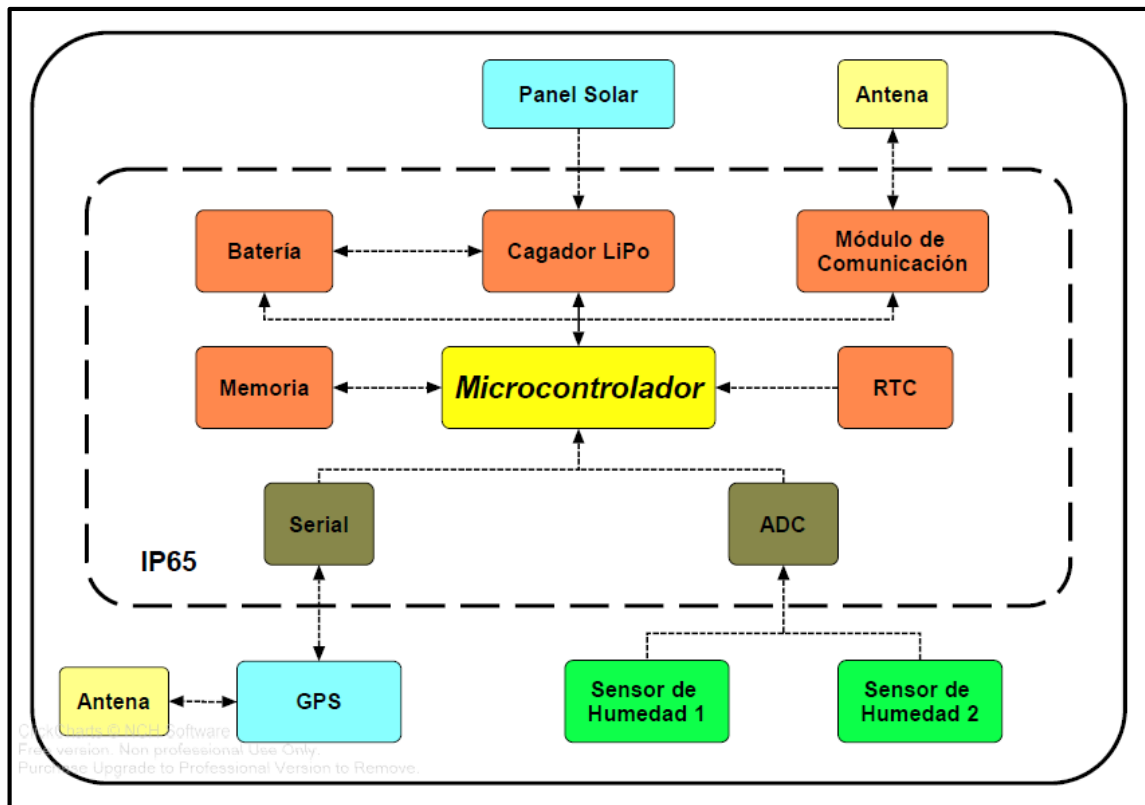 Panel Solar
Antena
Batería
Cagador LiPo
Módulo de
Comunicación
Memoria
Microcontrolador
RTC
Serial
ADC
IP65
Antena
GPS
Sensor de
Humedad 1
Sensor de
Humedad 2
ClickCharts © NCH Software
Free version. Non professional Use Only.
Purchase Upgrade to Professional Version to Remove.